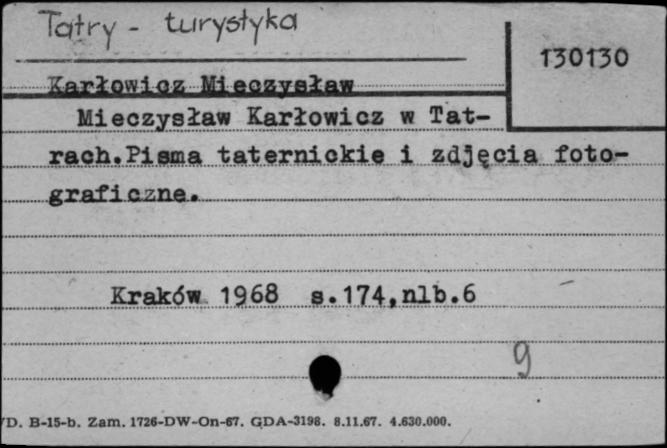 Tatry - turystyka
130130
Karłowicz Mieczysław
Mieczysław Karłowicz w Tat-
rach.Pisma taternickie i zdjęcia foto-
graficzne.
Kraków 1968 s.174,nlb.6
9
/D. B-15-b. Zam. 1726-DW-On-67. GDA-3198. 8.11.67. 4.630.000.